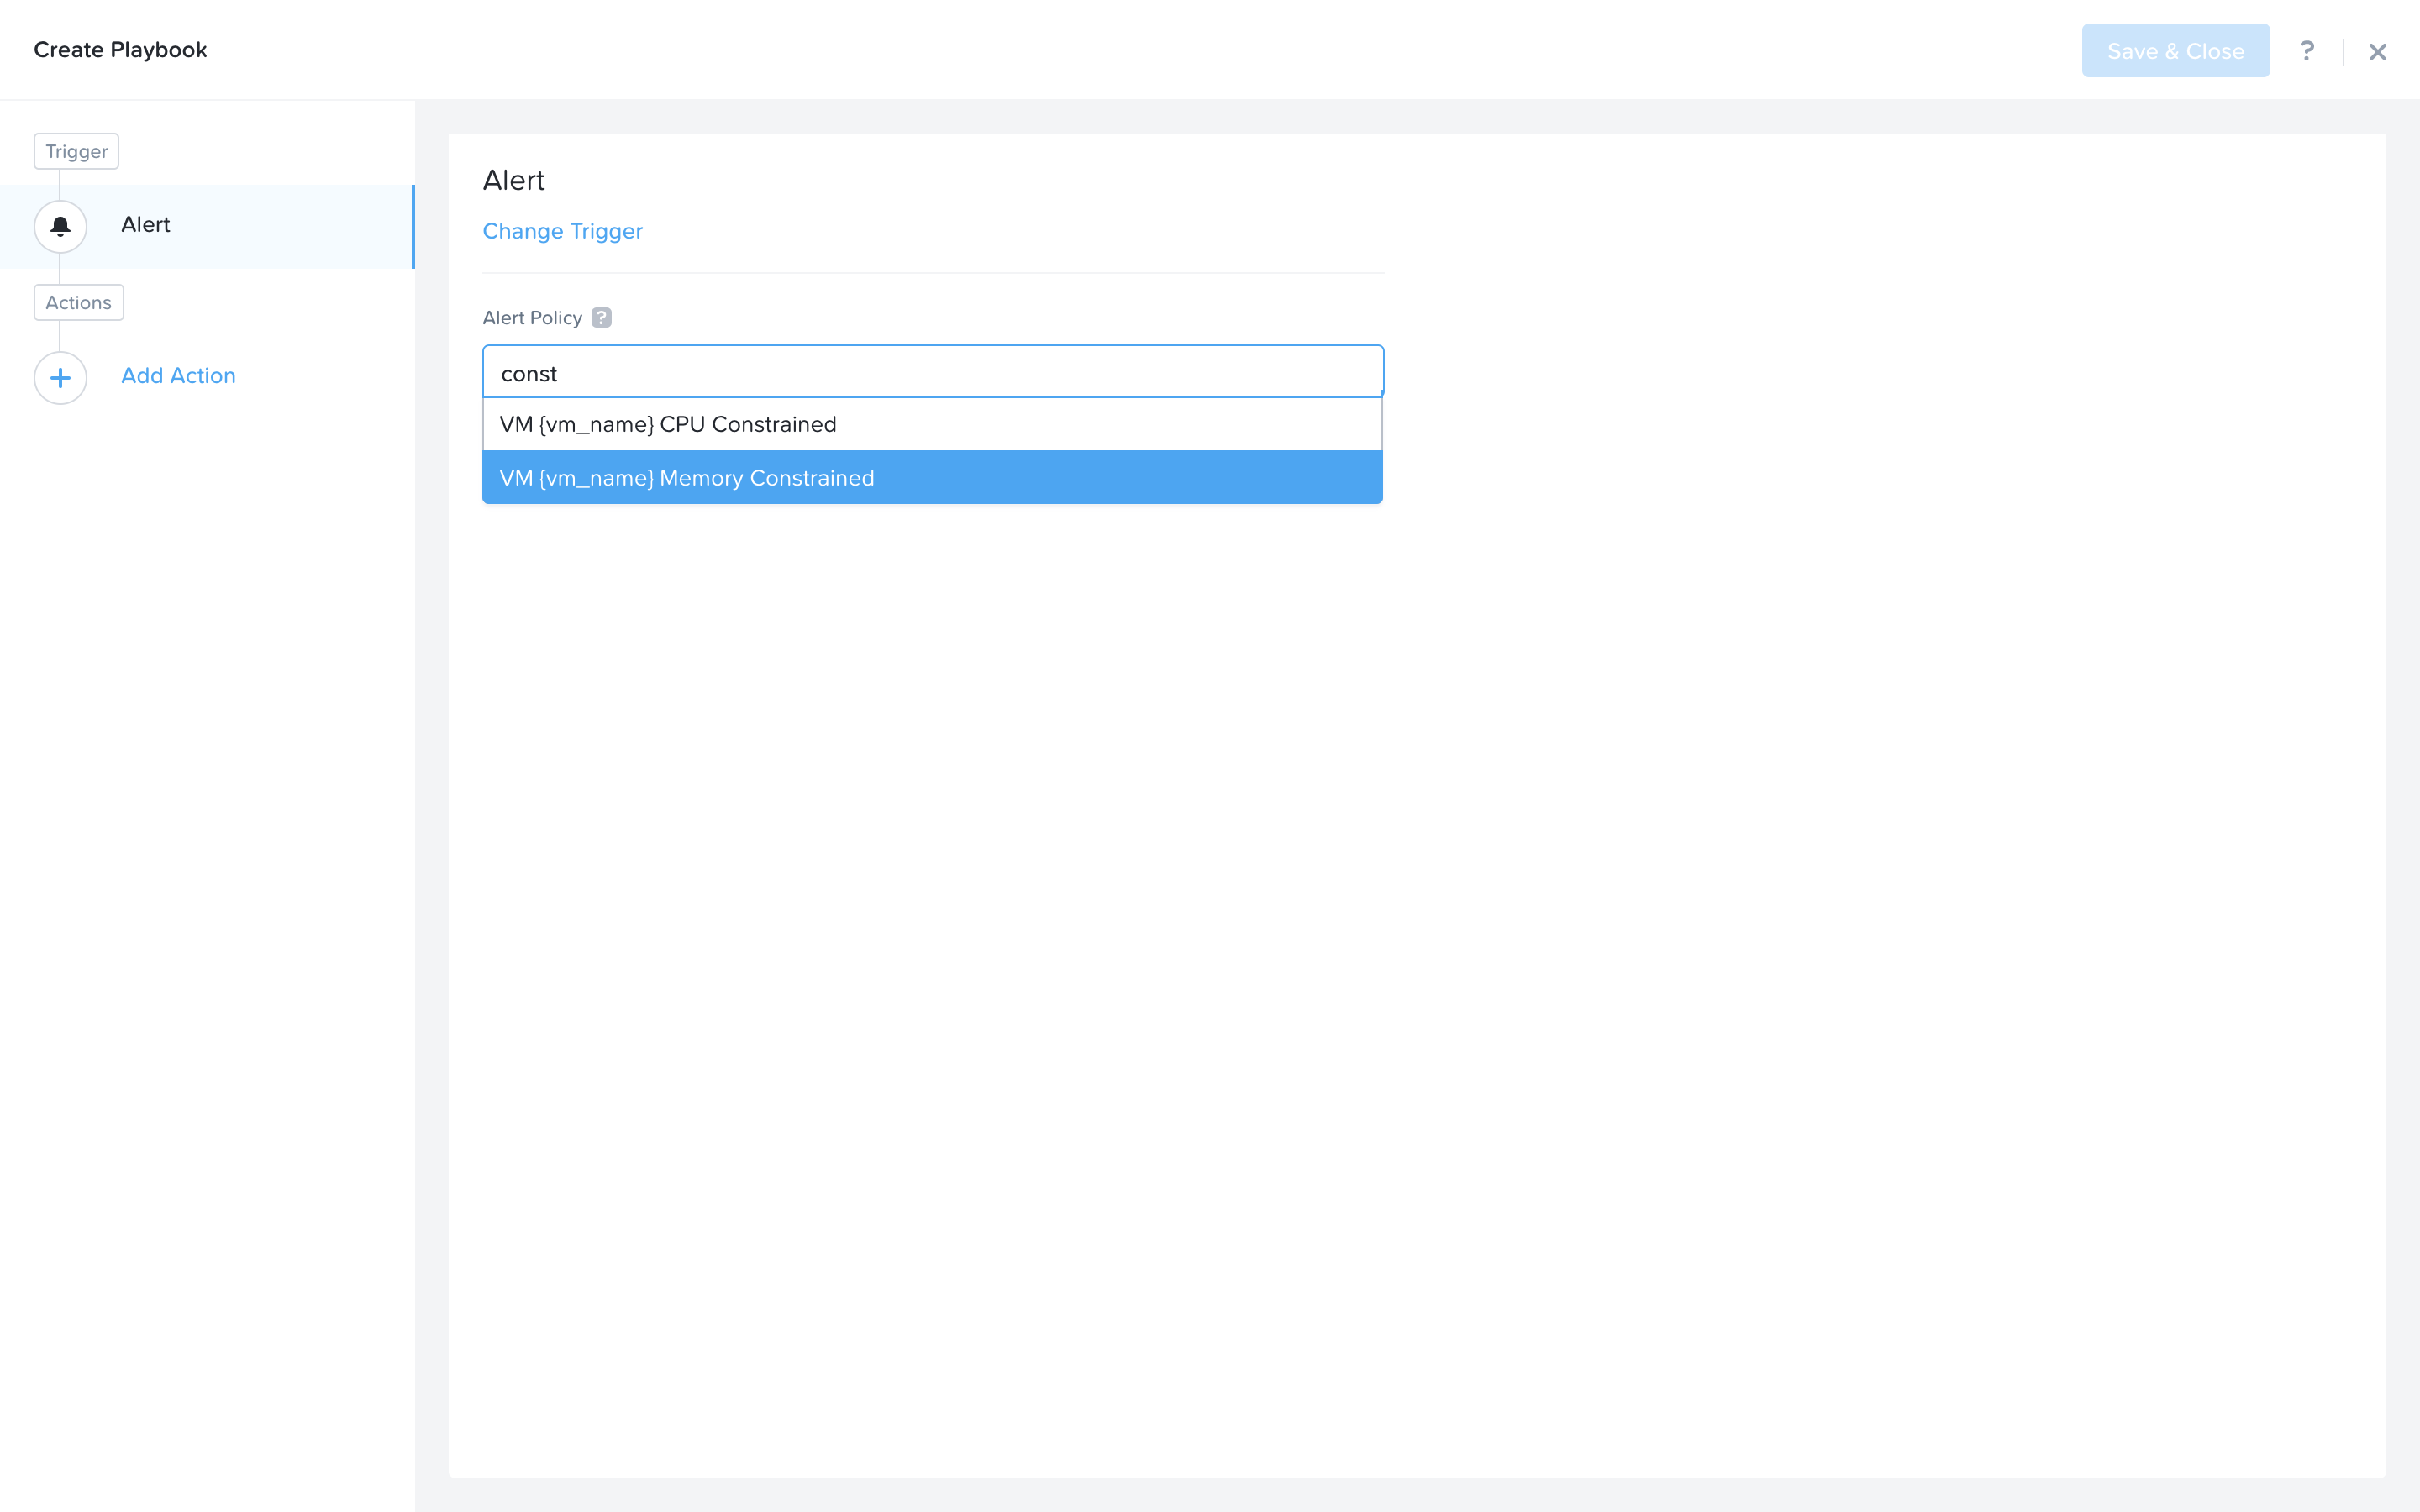 Create Playbook
Save & Close
?
Trigger
Alert
Actions
Add Action
Alert
Change Trigger
Alert Policy ?
const
VM {vm_name} CPU Constrained
VM {vm_name} Memory Constrained